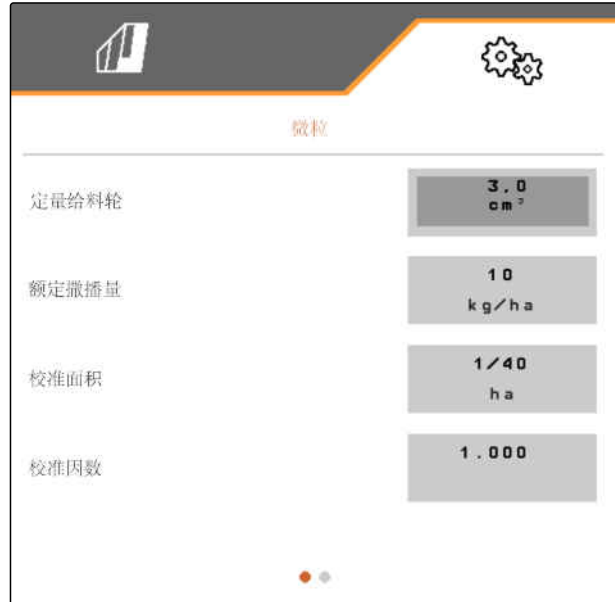 微粒
定量给料轮
3.0
cm³
额定撒播量
10
kg/ha
校准面积
1/40
ha
校准因数
1.000